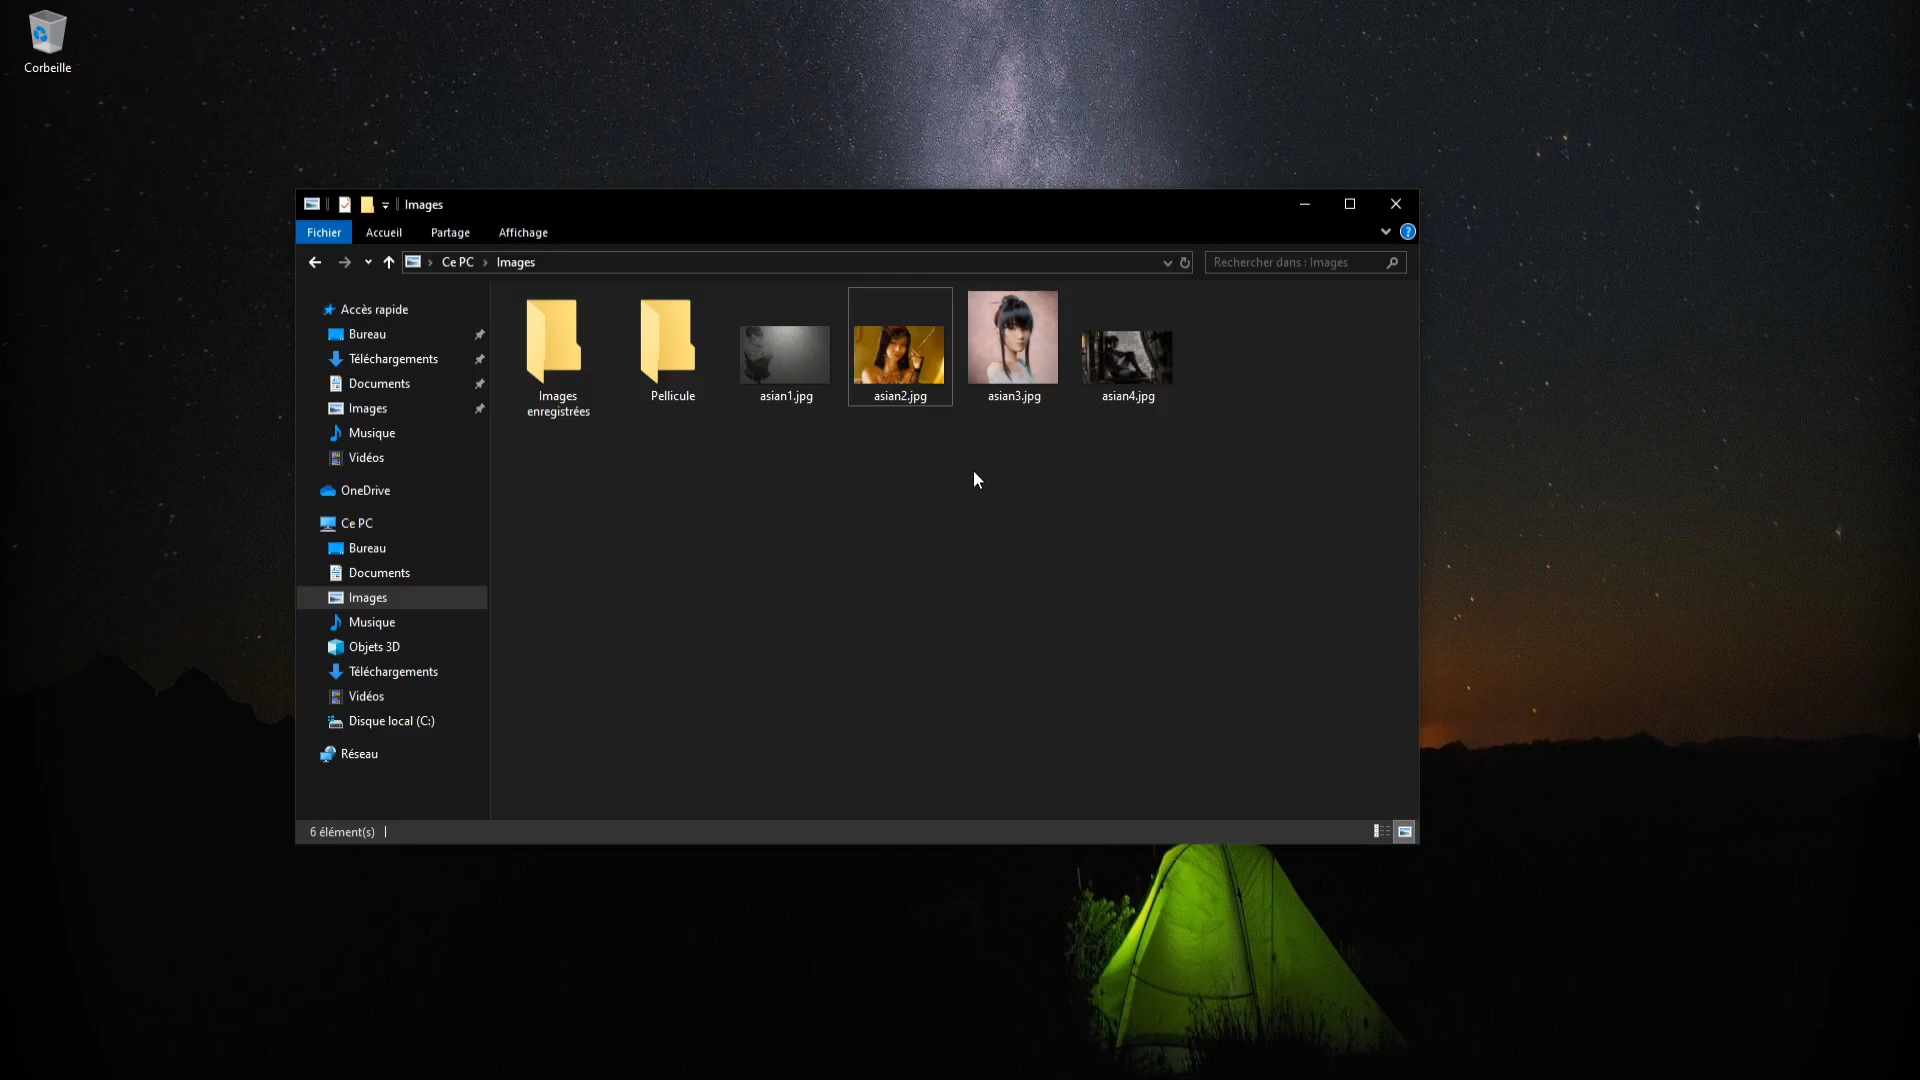 Corbeille
Images
Fichier
Accueil
Partage
Affichage
?
Ce PC
Images
Rechercher dans : Images
Accès rapide
Bureau
Téléchargements
Documents
Images
Musique
Vidéos
OneDrive
Ce PC
Bureau
Documents
Images
Musique
Objets 3D
Téléchargements
Vidéos
Disque local (C:)
Réseau
Images
enregistrées
Pellicule
asian1.jpg
asian2.jpg
asian3.jpg
asian4.jpg
6 élément(s)